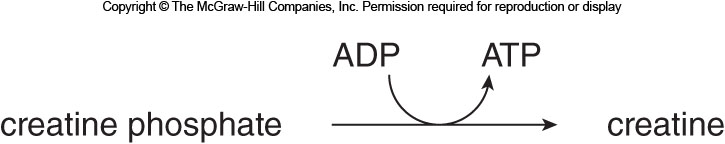 Copyright © The McGraw-Hill Companies, Inc. Permission required for reproduction or display
ADP ATP
creatine phosphate creatine